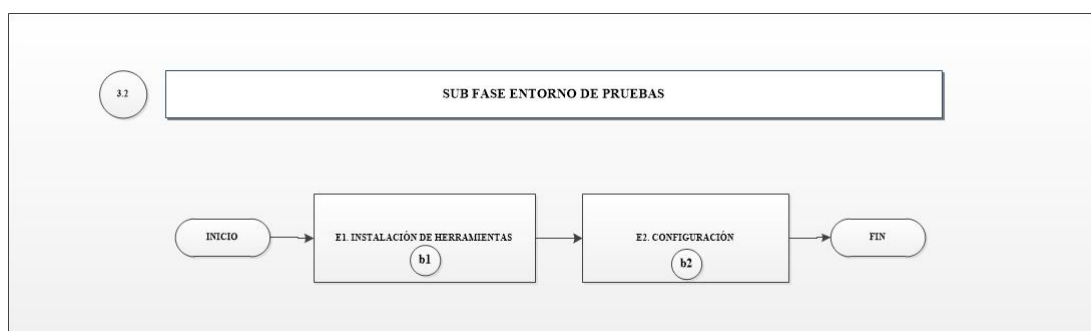 3.2
SUB FASE ENTORNO DE PRUEBAS
INICIO
E1. INSTALACIÓN DE HERRAMIENTAS
b1
E2. CONFIGURACIÓN
b2
FIN